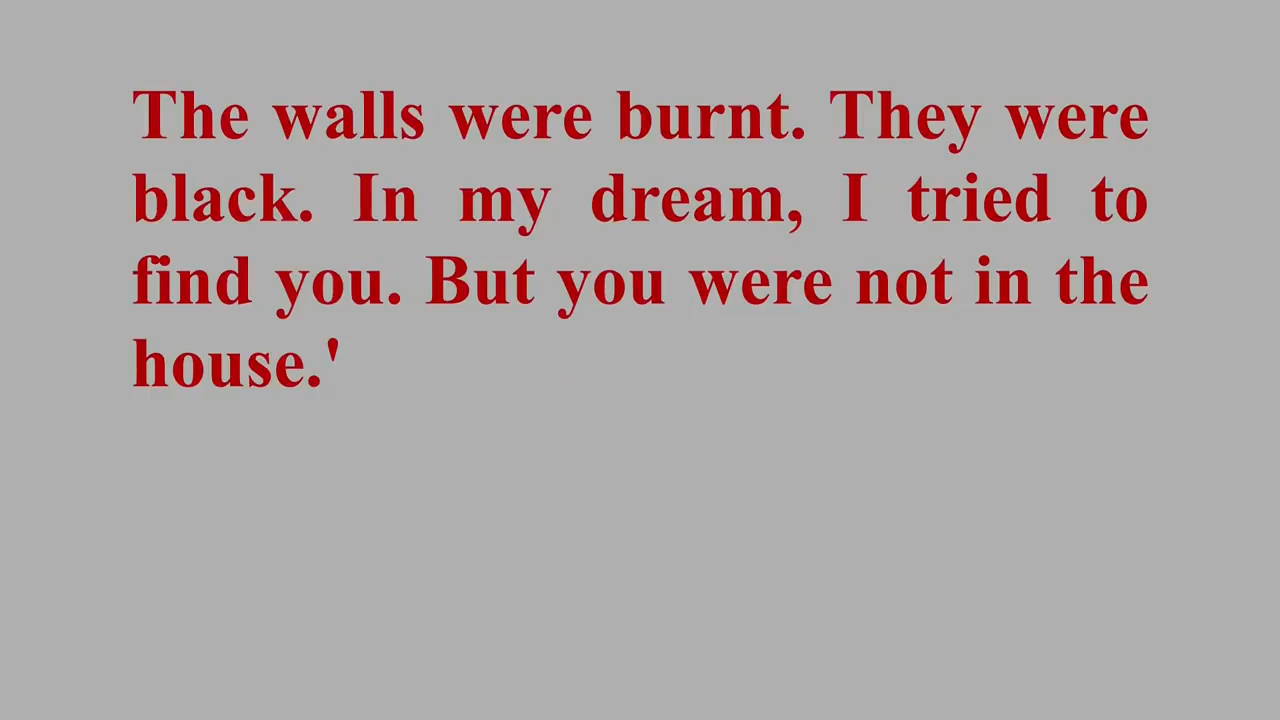 The walls were burnt. They were
black. In my dream, I tried to
find you. But you were not in the
house.'